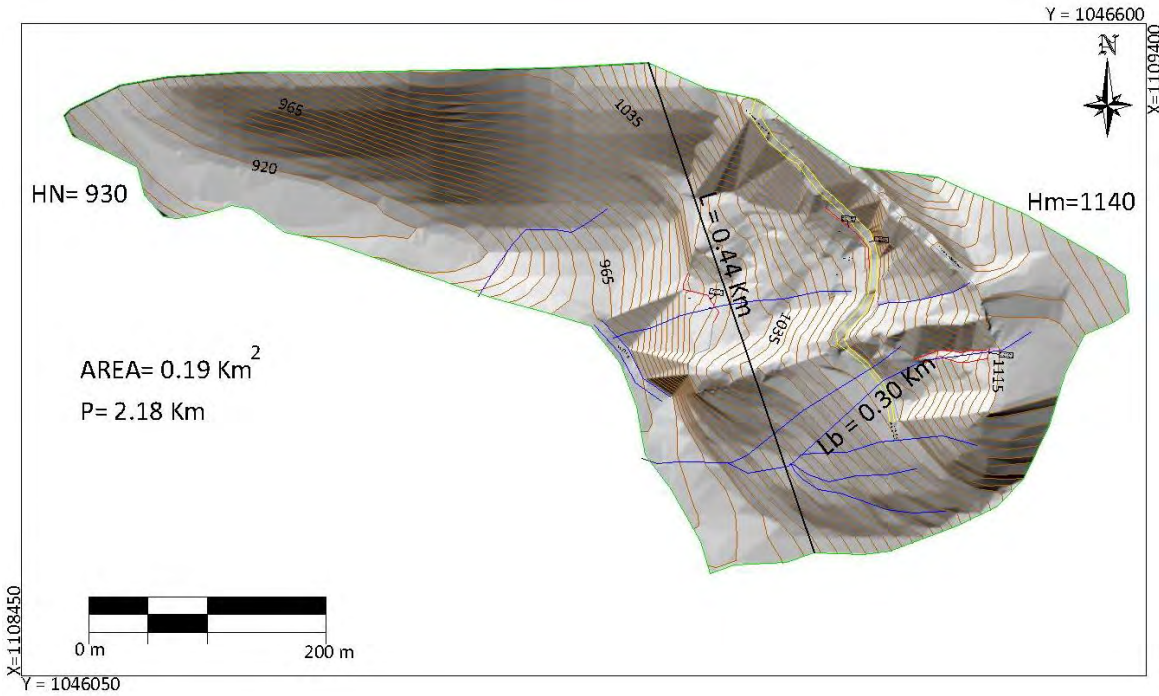 Y = 1046600
N
X=1109400
965
1035
920
HN= 930
Hm=1140
L = 0.44 Km
965
1035
AREA= 0.19 Km²
1115
P= 2.18 Km
Lb = 0.30 Km
X=1108450
0 m
200 m
Y = 1046050